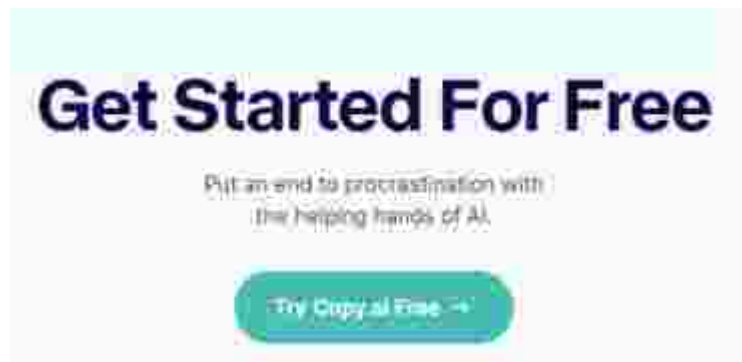 Get Started For Free
Put an end to procrastination with
the helping hands of AI.
Try Copy.ai Free →